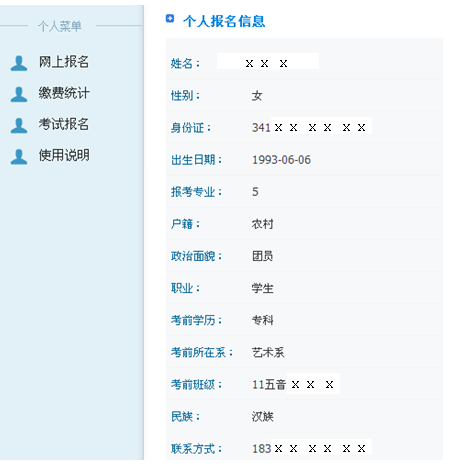 个人菜单
网上报名
缴费统计
考试报名
使用说明
个人报名信息
姓名： X X X
性别： 女
身份证： 341 X X X X X
出生日期： 1993-06-06
报考专业： 5
户籍： 农村
政治面貌： 团员
职业： 学生
考前学历： 专科
考前所在系： 艺术系
考前班级： 11五音 X X X
民族： 汉族
联系方式： 183 X X X X X